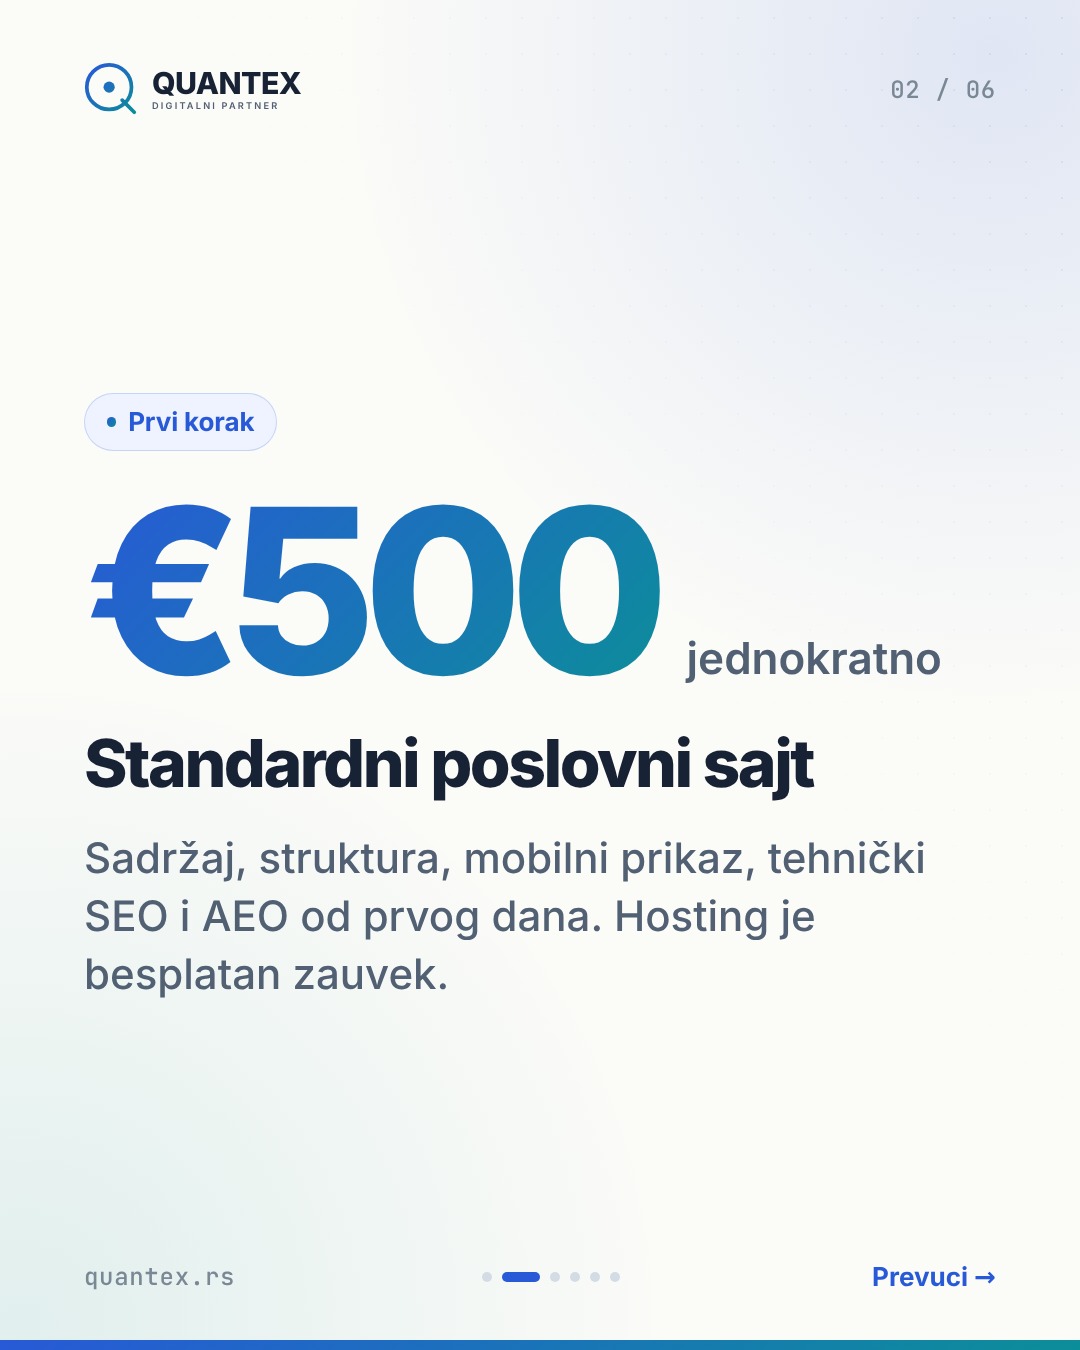 QUANTEX
DIGITALNI PARTNER
02 / 06
Prvi korak
€500 jednokratno
Standardni poslovni sajt
Sadržaj, struktura, mobilni prikaz, tehnički
SEO i AEO od prvog dana. Hosting je
besplatan zauvek.
quantex.rs
Prevuci →